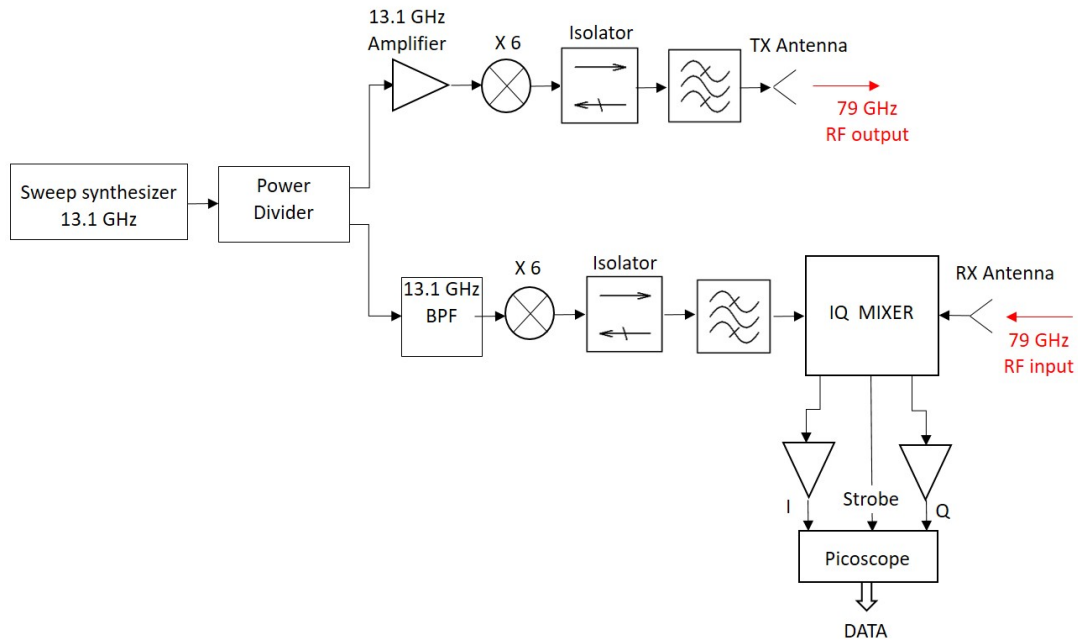 13.1 GHz
Amplifier
X 6
Isolator
TX Antenna
79 GHz
RF output
Sweep synthesizer
13.1 GHz
Power
Divider
13.1 GHz
BPF
X 6
Isolator
IQ MIXER
RX Antenna
79 GHz
RF input
I
Strobe
Q
Picoscope
DATA